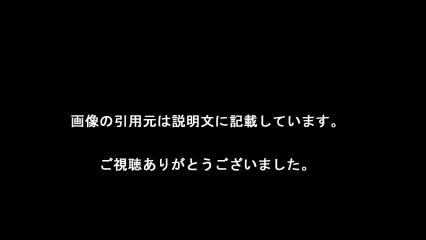 画像の引用元は説明文に記載しています。
ご視聴ありがとうございました。